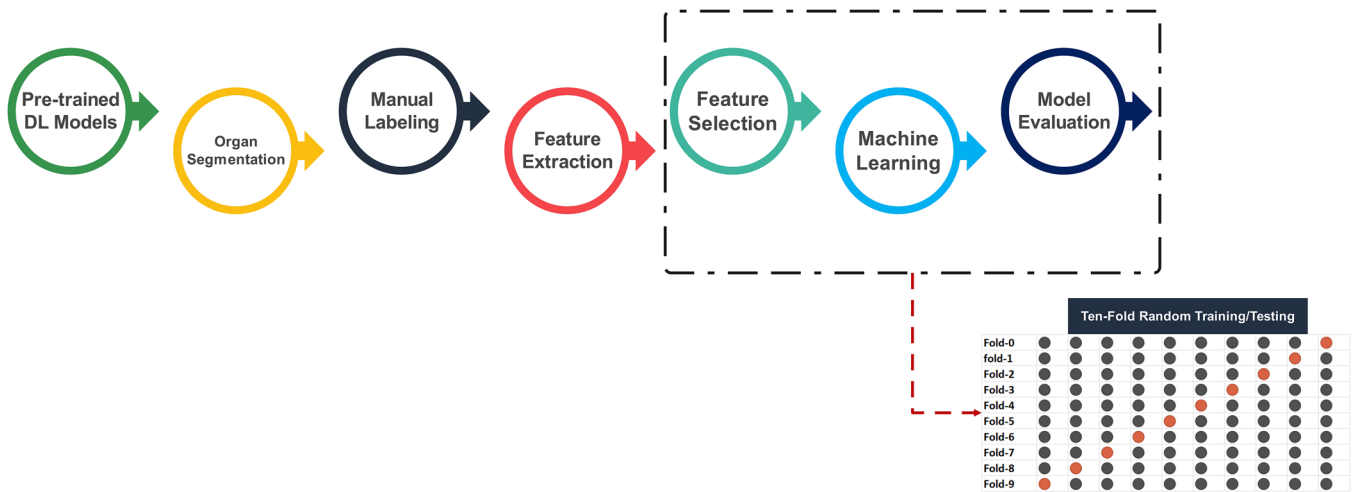 Pre-trained
DL Models
Organ
Segmentation
Manual
Labeling
Feature
Extraction
Feature
Selection
Machine
Learning
Model
Evaluation
Ten-Fold Random Training/Testing
Fold-0
fold-1
Fold-2
Fold-3
Fold-4
Fold-5
Fold-6
Fold-7
Fold-8
Fold-9